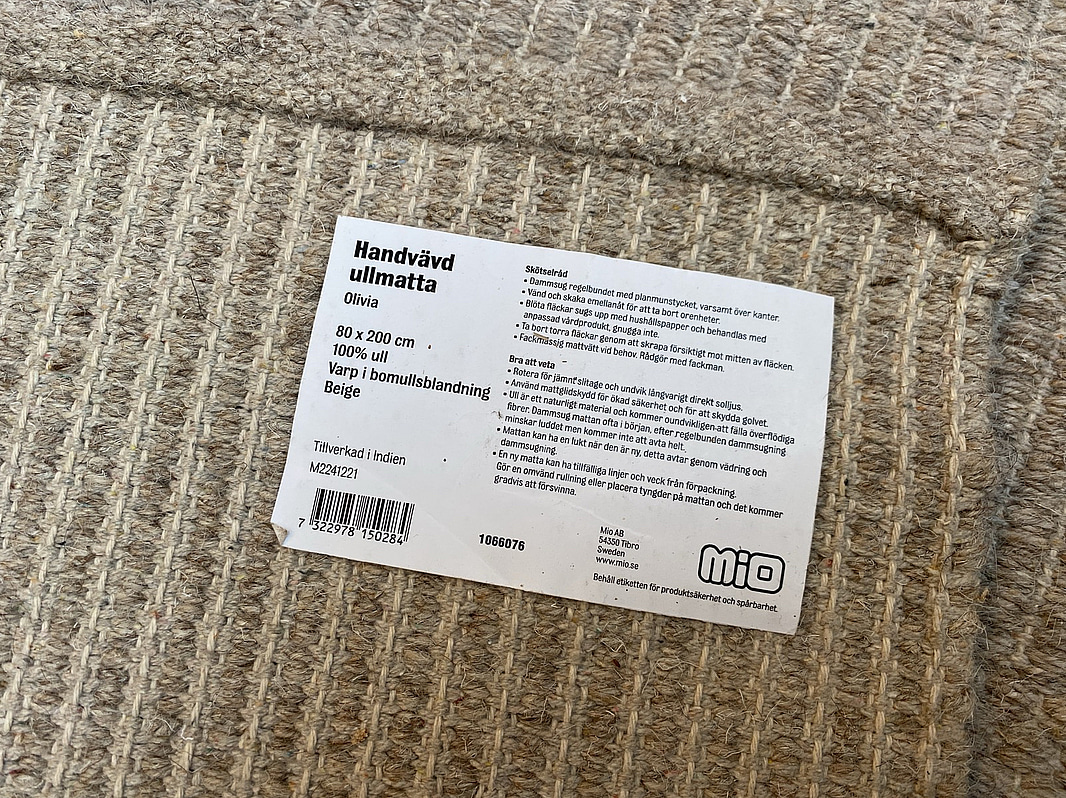 Handvävd
ullmatta
Olivia
80 x 200 cm
100% ull
Varp i bomullsblandning
Beige
Tillverkad i Indien
M2241221
7 322978 150284
1066076
Skötselråd
• Dammsug regelbundet med planmunstycket, varsamt över kanter.
• Vänd och skaka emellanåt för att ta bort orenheter.
• Blöta fläckar sugs upp med hushållspapper och behandlas med
anpassad vårdprodukt, gnugga inte
• Ta bort torra fläckar genom att skrapa försiktigt mot mitten av fläcken.
• Fackmässig mattvätt vid behov. Rådgör med fackman.
Bra att veta
• Rotera för jämnt slitage och undvik långvarigt direkt solljus.
• Använd mattglidskydd för ökad säkerhet och för att skydda golvet.
• Ull är ett naturligt material och kommer oundvikligen att fälla överflödiga
fibrer. Dammsug mattan ofta i början, efter regelbunden dammsugning
minskar luddet men kommer inte att avta helt.
• Mattan kan ha en lukt när den är ny, detta avtar genom vädring och
dammsugning.
• En ny matta kan ha tillfälliga linjer och veck från förpackning.
Gör en omvänd rullning eller placera tyngder på mattan och det kommer
gradvis att försvinna.
Mio AB
54350 Tibro
Sweden
www.mio.se
MiO
Behåll etiketten för produktsäkerhet och spårbarhet.